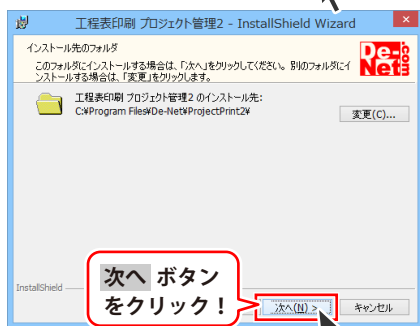 工程表印刷 プロジェクト管理2 - InstallShield Wizard
インストール先のフォルダ
このフォルダにインストールする場合は、「次へ」をクリックしてください。別のフォルダにイ
ンストールする場合は、「変更」をクリックします。
De-
Net
.com
工程表印刷 プロジェクト管理2 のインストール先:
C:¥Program Files¥De-Net¥ProjectPrint2¥
変更(C)...
次へ ボタン
をクリック！
InstallShield
次へ(N) >
キャンセル